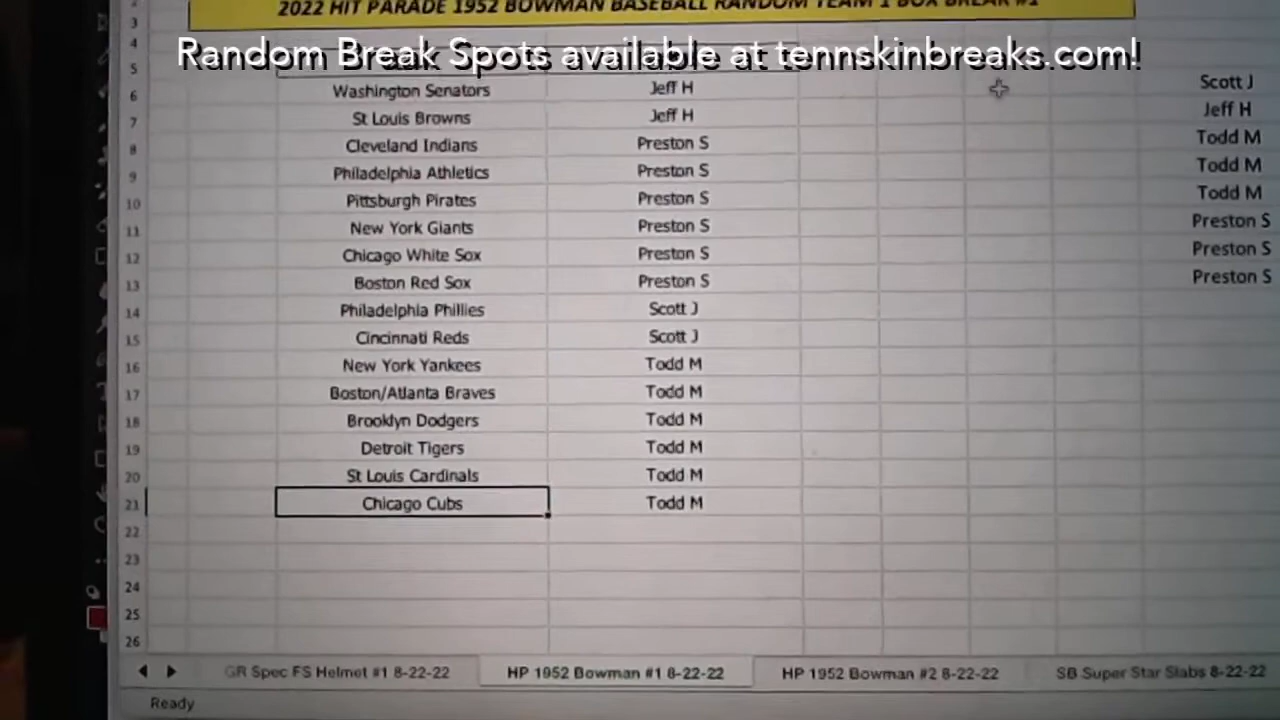 2022 HIT PARADE 1952 BOWMAN BASEBALL RANDOM TEAM 1 BOX BREAK #1
Random Break Spots available at tennskinbreaks.com!
3
4
5
6 Washington Senators Jeff H Scott J
7 St Louis Browns Jeff H Jeff H
8 Cleveland Indians Preston S Todd M
9 Philadelphia Athletics Preston S Todd M
10 Pittsburgh Pirates Preston S Todd M
11 New York Giants Preston S Preston S
12 Chicago White Sox Preston S Preston S
13 Boston Red Sox Preston S Preston S
14 Philadelphia Phillies Scott J
15 Cincinnati Reds Scott J
16 New York Yankees Todd M
17 Boston/Atlanta Braves Todd M
18 Brooklyn Dodgers Todd M
19 Detroit Tigers Todd M
20 St Louis Cardinals Todd M
21 Chicago Cubs Todd M
22
23
24
25
26
GR Spec FS Helmet #1 8-22-22 HP 1952 Bowman #1 8-22-22 HP 1952 Bowman #2 8-22-22 SB Super Star Slabs 8-22-22
Ready